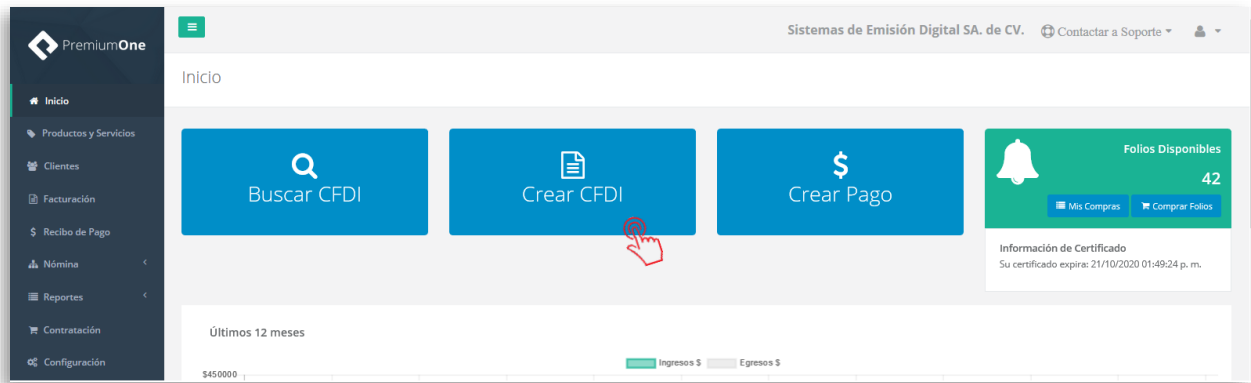 PremiumOne
Inicio
Productos y Servicios
Clientes
Facturación
Recibo de Pago
Nómina
Reportes
Contratación
Configuración
Sistemas de Emisión Digital SA. de CV.
Contactar a Soporte
Inicio
Buscar CFDI
Crear CFDI
Crear Pago
Folios Disponibles
42
Mis Compras
Comprar Folios
Información de Certificado
Su certificado expira: 21/10/2020 01:49:24 p. m.
Últimos 12 meses
Ingresos $
Egresos $
$450000